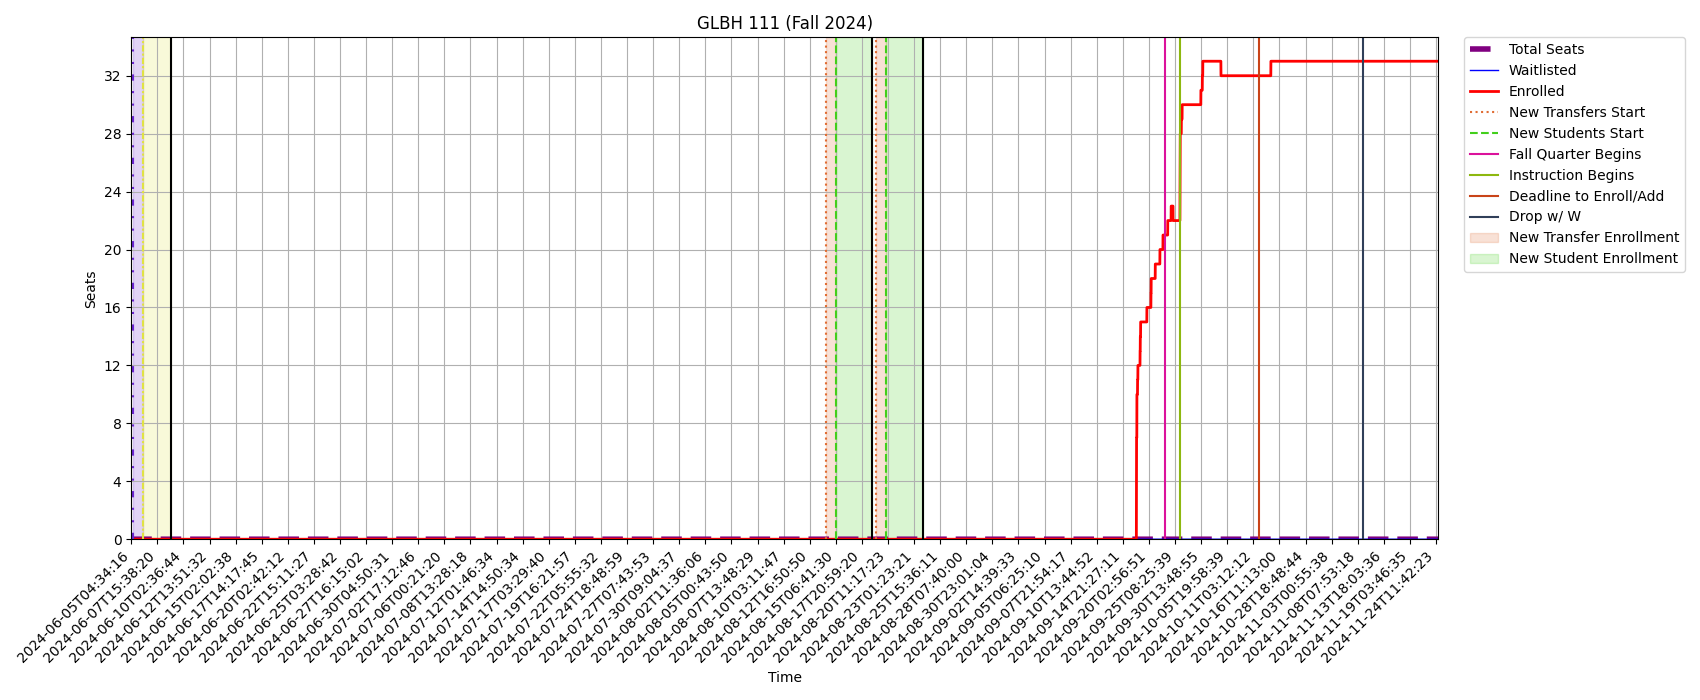 GLBH 111 (Fall 2024)
Seats
32
28
24
20
16
12
8
4
0
2024-06-05T04:34:16
2024-06-07T15:38:20
2024-06-10T02:36:44
2024-06-12T13:51:32
2024-06-15T02:02:38
2024-06-17T14:17:45
2024-06-20T02:42:12
2024-06-22T15:11:27
2024-06-25T03:28:42
2024-06-27T16:15:02
2024-06-30T04:50:31
2024-07-02T17:12:46
2024-07-06T00:21:20
2024-07-08T13:28:18
2024-07-12T01:46:34
2024-07-14T14:50:34
2024-07-17T03:29:40
2024-07-19T16:21:57
2024-07-22T05:55:32
2024-07-24T18:48:59
2024-07-27T07:43:53
2024-07-30T09:04:37
2024-08-02T11:36:06
2024-08-05T00:43:50
2024-08-07T13:48:29
2024-08-10T03:11:47
2024-08-12T16:50:50
2024-08-15T06:41:30
2024-08-17T20:59:20
2024-08-20T11:17:23
2024-08-23T01:23:21
2024-08-25T15:36:11
2024-08-28T07:40:00
2024-08-30T23:01:04
2024-09-02T14:39:33
2024-09-05T06:25:10
2024-09-07T21:54:17
2024-09-10T13:44:52
2024-09-14T21:27:11
2024-09-20T02:56:51
2024-09-25T08:25:39
2024-09-30T13:48:55
2024-10-05T19:58:39
2024-10-11T03:12:12
2024-10-16T11:13:00
2024-10-28T18:48:44
2024-11-03T00:55:38
2024-11-08T07:53:18
2024-11-13T18:03:36
2024-11-19T03:46:35
2024-11-24T11:42:23
Time
Total Seats
Waitlisted
Enrolled
New Transfers Start
New Students Start
Fall Quarter Begins
Instruction Begins
Deadline to Enroll/Add
Drop w/ W
New Transfer Enrollment
New Student Enrollment